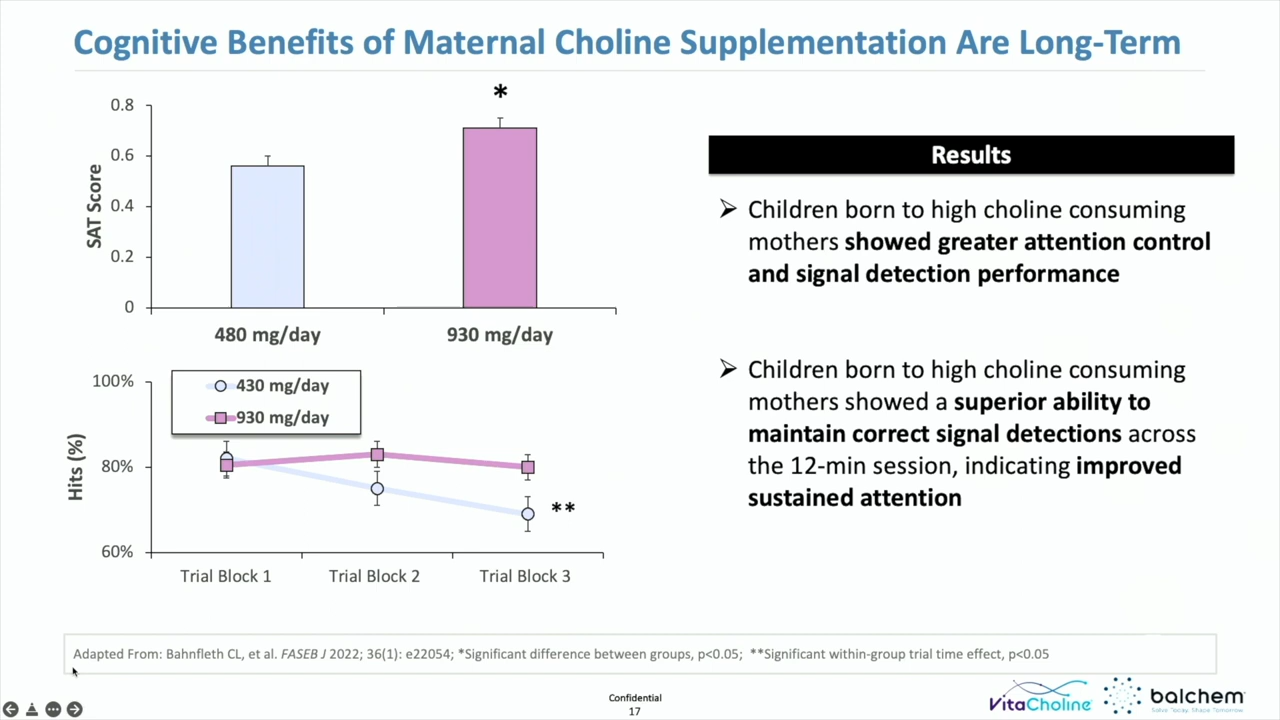 Cognitive Benefits of Maternal Choline Supplementation Are Long-Term
*
0.8
0.6
0.4
0.2
0
SAT Score
480 mg/day
930 mg/day
100%
80%
60%
Hits (%)
430 mg/day
930 mg/day
**
Trial Block 1
Trial Block 2
Trial Block 3
Results
➢ Children born to high choline consuming
mothers showed greater attention control
and signal detection performance
➢ Children born to high choline consuming
mothers showed a superior ability to
maintain correct signal detections across
the 12-min session, indicating improved
sustained attention
Adapted From: Bahnfleth CL, et al. FASEB J 2022; 36(1): e22054; *Significant difference between groups, p<0.05; **Significant within-group trial time effect, p<0.05
Confidential
17
VitaCholine
balchem
Solve Today. Shape Tomorrow.